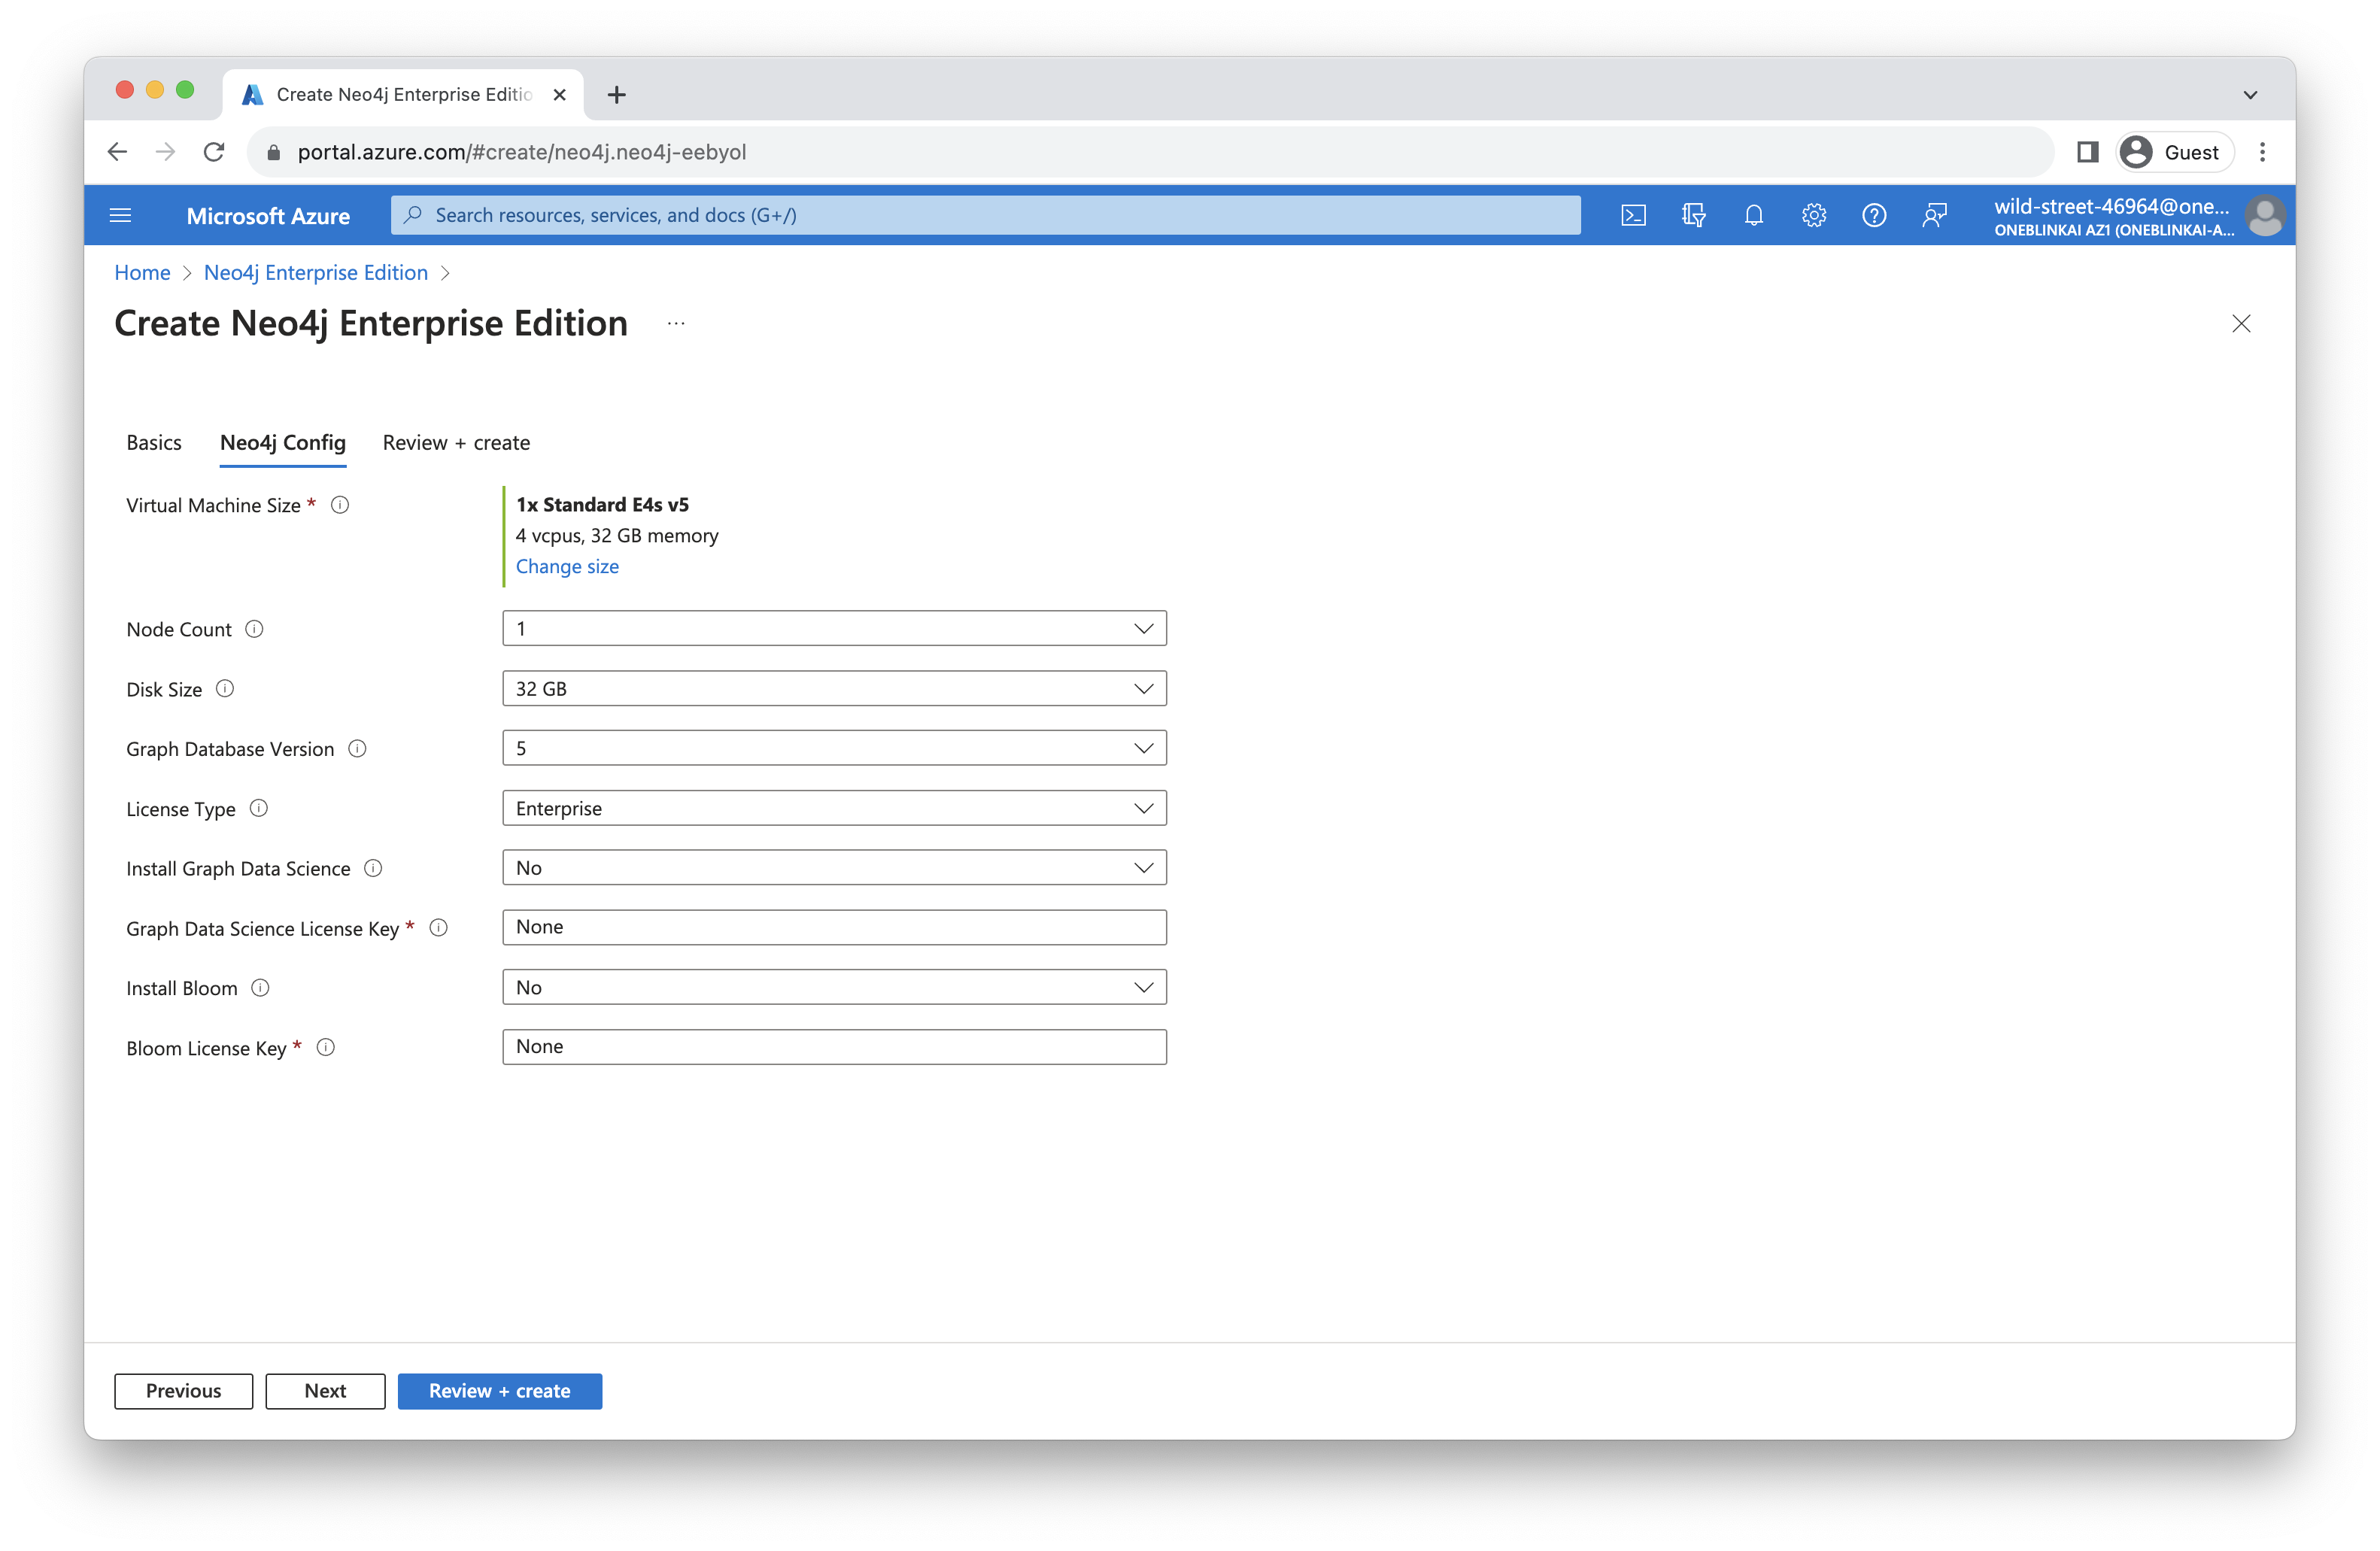 Create Neo4j Enterprise Editio
portal.azure.com/#create/neo4j.neo4j-eebyol
Guest
Microsoft Azure
Search resources, services, and docs (G+/)
wild-street-46964@one...
ONEBLINKAI AZ1 (ONEBLINKAI-A...
Home > Neo4j Enterprise Edition >
Create Neo4j Enterprise Edition ...
Basics Neo4j Config Review + create
Virtual Machine Size * 1x Standard E4s v5
4 vcpus, 32 GB memory
Change size
Node Count 1
Disk Size 32 GB
Graph Database Version 5
License Type Enterprise
Install Graph Data Science No
Graph Data Science License Key * None
Install Bloom No
Bloom License Key * None
Previous Next Review + create